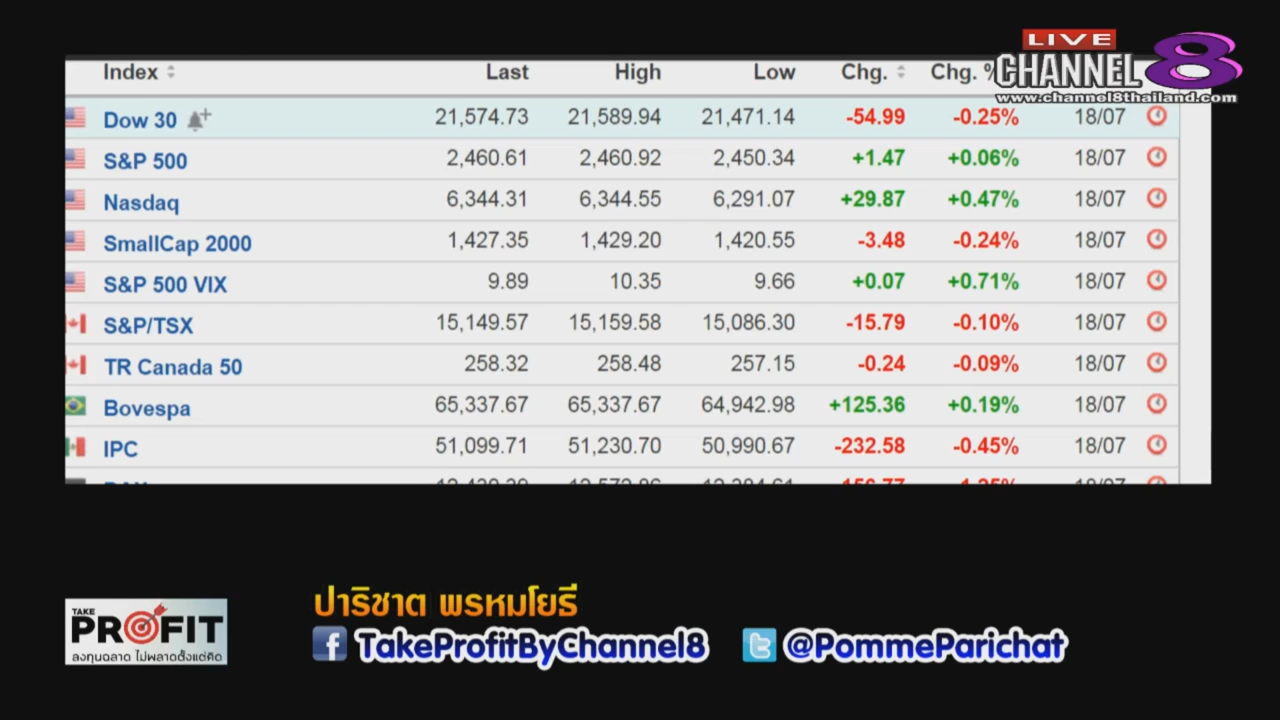 LIVE
CHANNEL 8
www.channel8thailand.com
Index Last High Low Chg. Chg. %
Dow 30 21,574.73 21,589.94 21,471.14 -54.99 -0.25% 18/07
S&P 500 2,460.61 2,460.92 2,450.34 +1.47 +0.06% 18/07
Nasdaq 6,344.31 6,344.55 6,291.07 +29.87 +0.47% 18/07
SmallCap 2000 1,427.35 1,429.20 1,420.55 -3.48 -0.24% 18/07
S&P 500 VIX 9.89 10.35 9.66 +0.07 +0.71% 18/07
S&P/TSX 15,149.57 15,159.58 15,086.30 -15.79 -0.10% 18/07
TR Canada 50 258.32 258.48 257.15 -0.24 -0.09% 18/07
Bovespa 65,337.67 65,337.67 64,942.98 +125.36 +0.19% 18/07
IPC 51,099.71 51,230.70 50,990.67 -232.58 -0.45% 18/07
TAKE
PROFIT
ลงทุนฉลาด ไม่พลาดตั้งแต่คิด
ปาริชาต พรหมโยธี
TakeProfitByChannel8 @PommeParichat